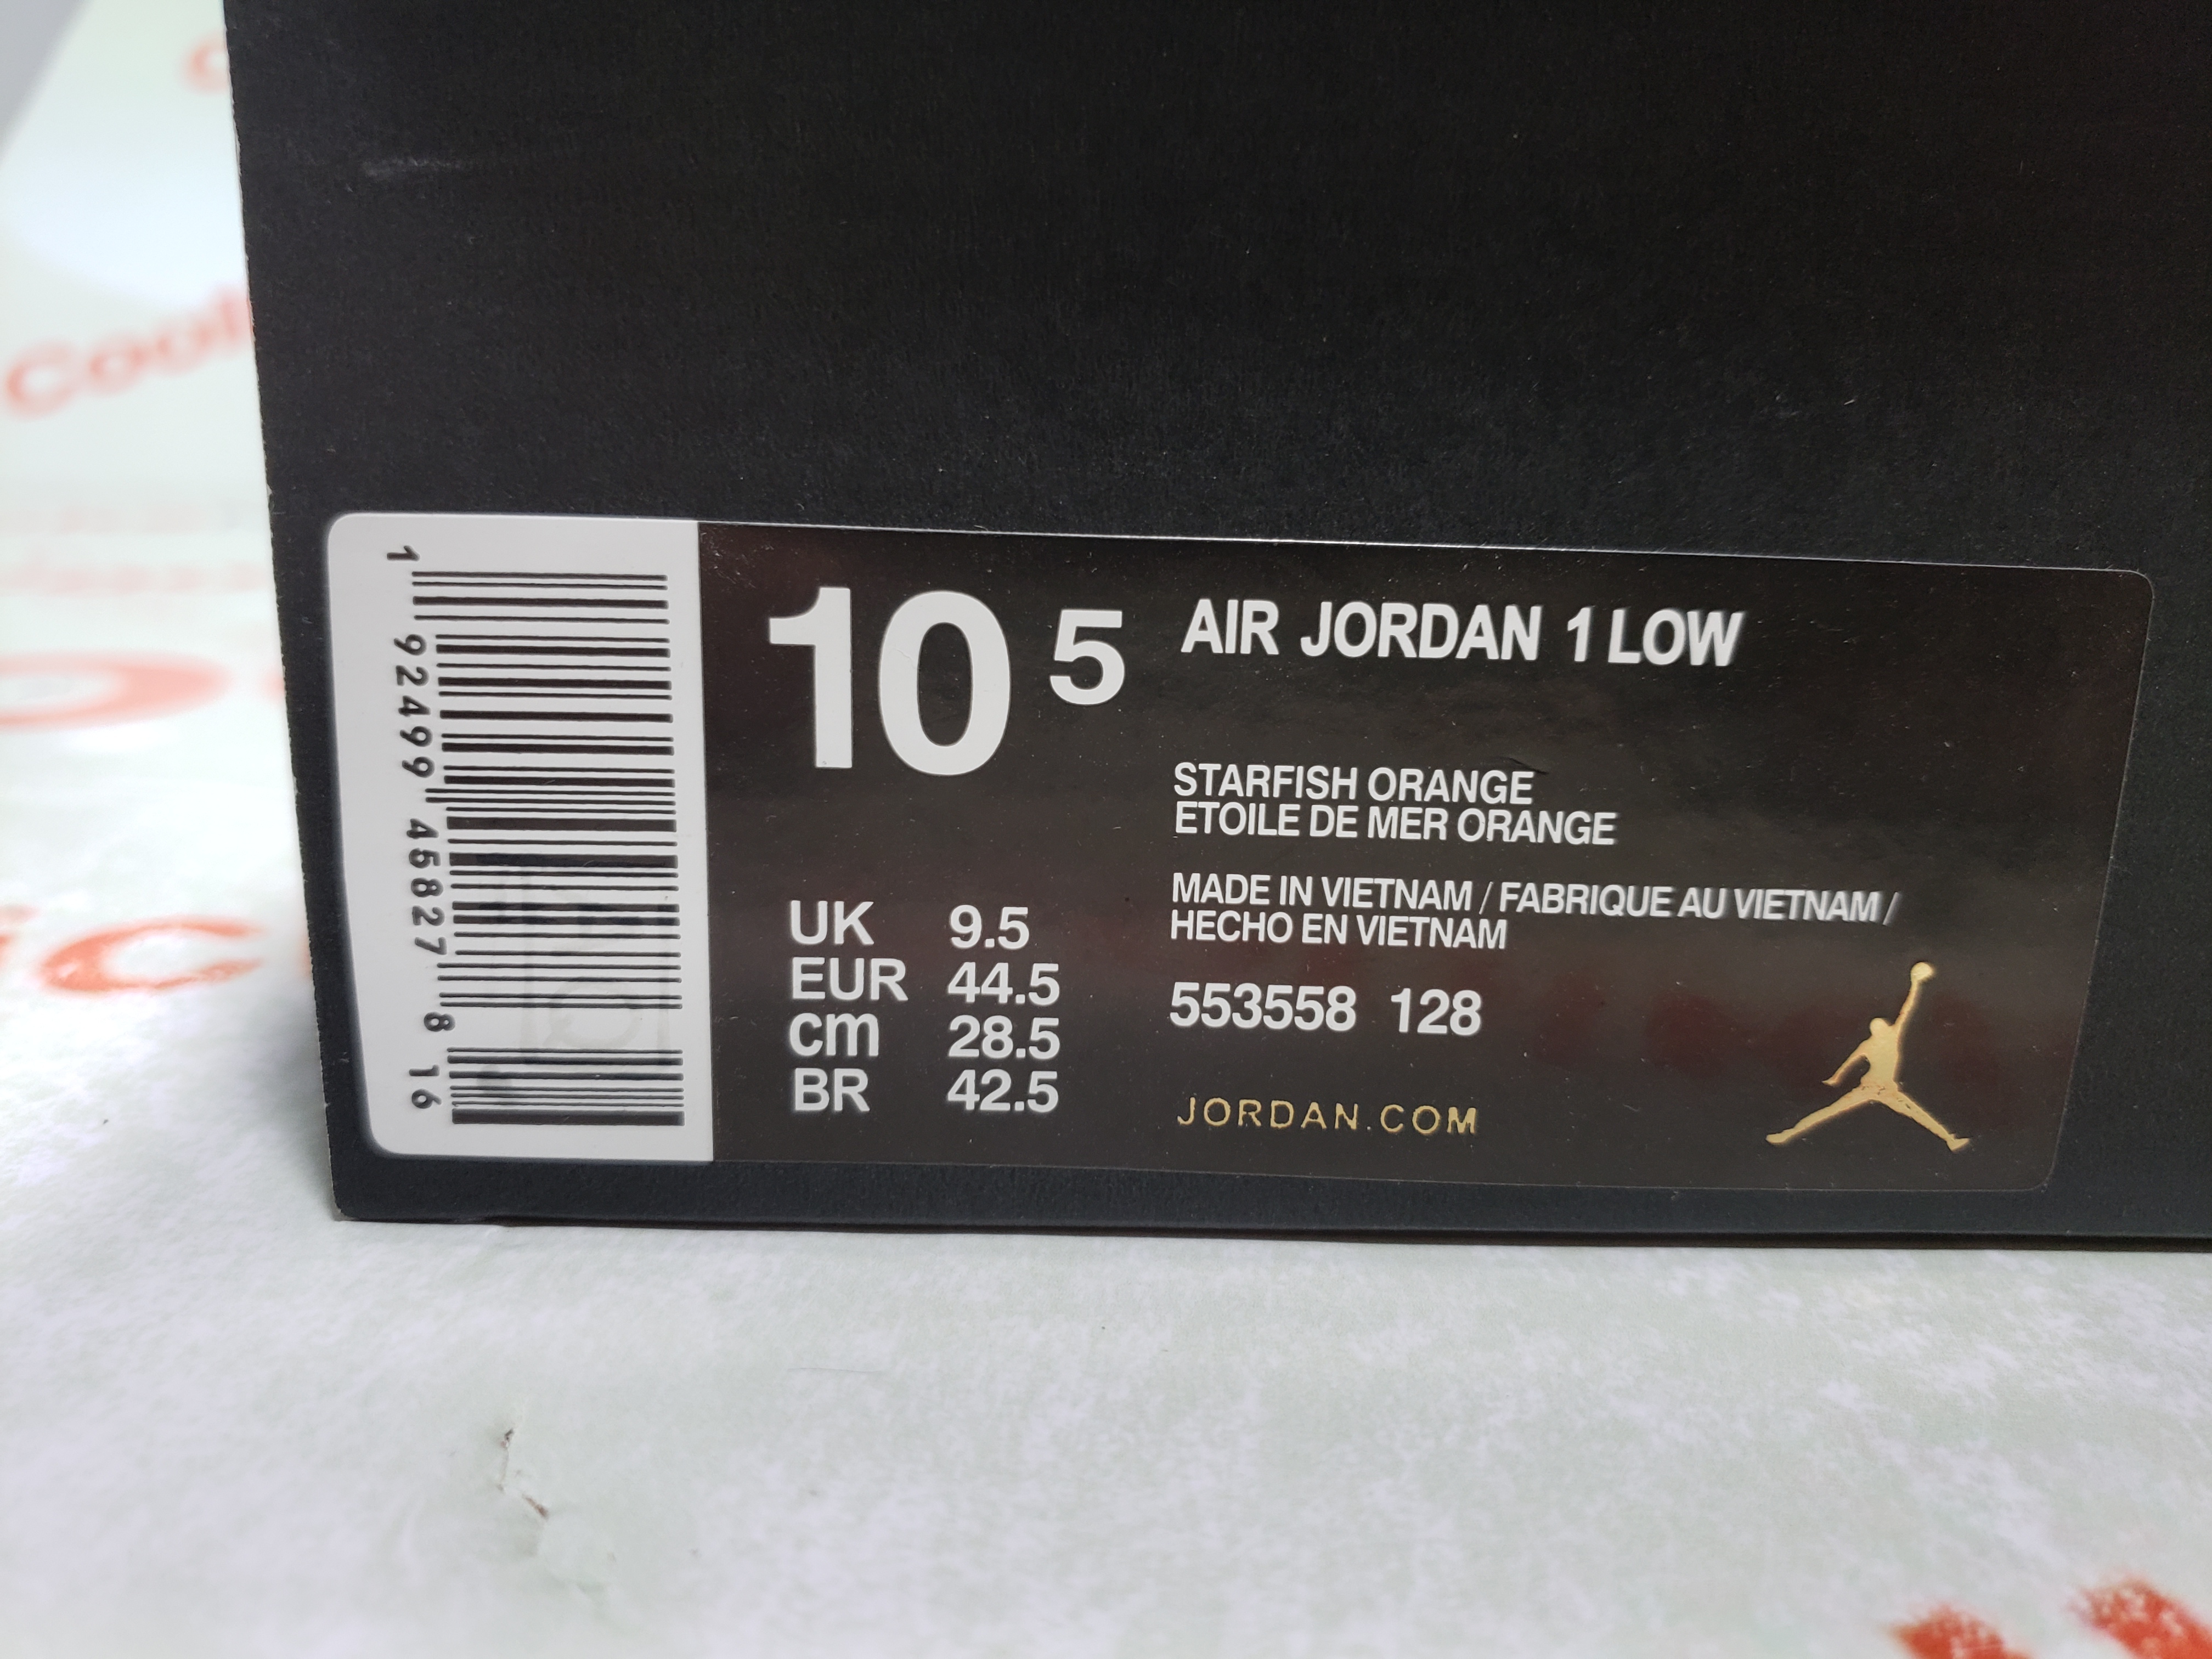 1 92499 45827 8 16
10 5
AIR JORDAN 1 LOW
STARFISH ORANGE
ETOILE DE MER ORANGE
MADE IN VIETNAM / FABRIQUE AU VIETNAM /
HECHO EN VIETNAM
UK 9.5
EUR 44.5
cm 28.5
BR 42.5
553558 128
JORDAN.COM